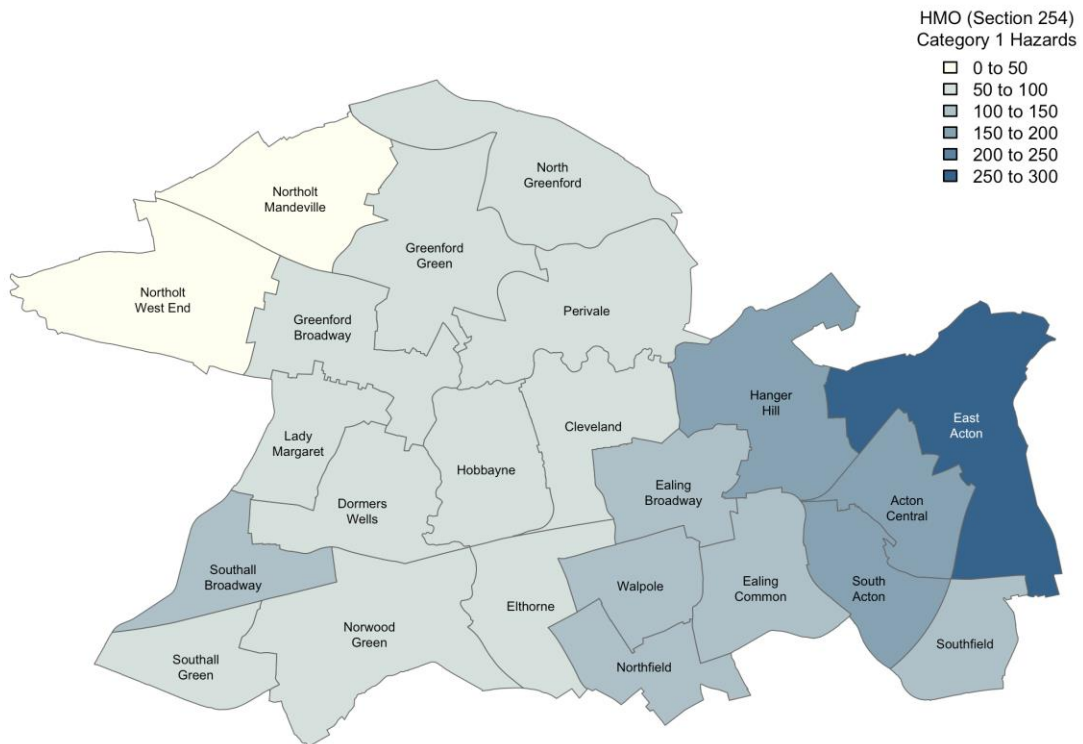 HMO (Section 254)
Category 1 Hazards
0 to 50
50 to 100
100 to 150
150 to 200
200 to 250
250 to 300
North
Greenford
Northolt
Mandeville
Greenford
Green
Northolt
West End
Greenford
Broadway
Perivale
Hanger
Hill
East
Acton
Cleveland
Lady
Margaret
Hobbayne
Ealing
Broadway
Acton
Central
Dormers
Wells
Southall
Broadway
Walpole
Ealing
Common
South
Acton
Elthorne
Norwood
Green
Southfield
Southall
Green
Northfield